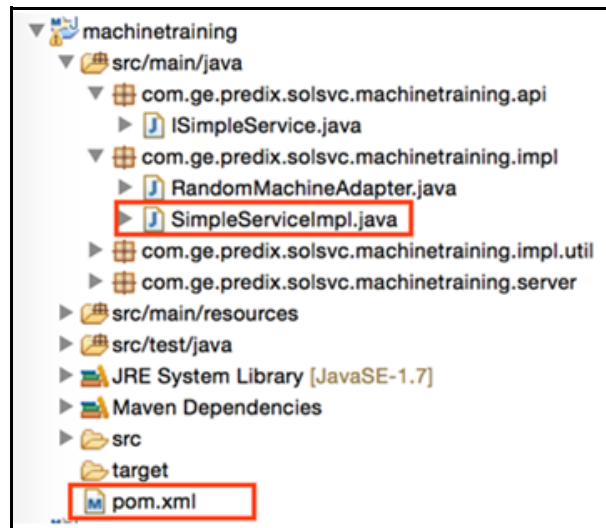 machinetraining
src/main/java
com.ge.predix.solsvc.machinetraining.api
ISimpleService.java
com.ge.predix.solsvc.machinetraining.impl
RandomMachineAdapter.java
SimpleServiceImpl.java
com.ge.predix.solsvc.machinetraining.impl.util
com.ge.predix.solsvc.machinetraining.server
src/main/resources
src/test/java
JRE System Library [JavaSE-1.7]
Maven Dependencies
src
target
pom.xml